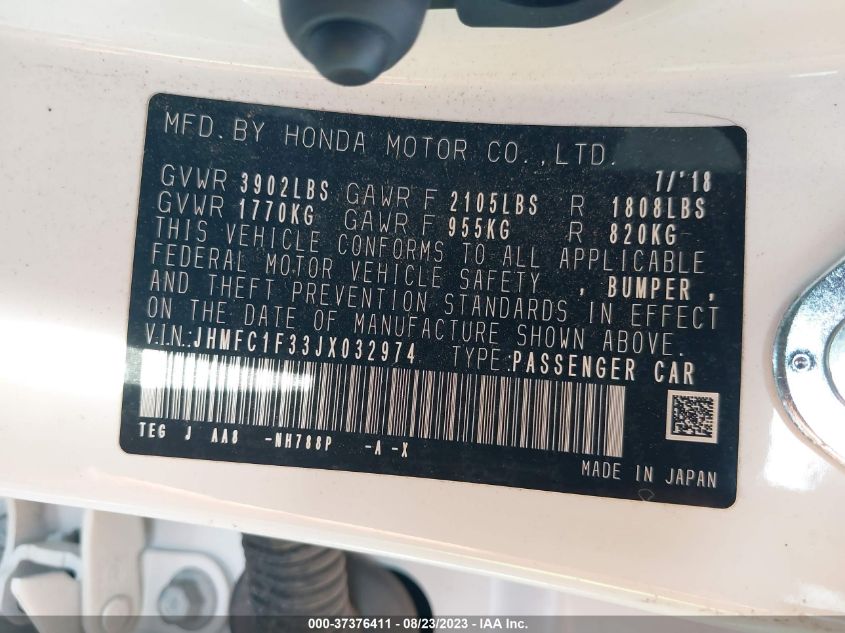 MFD. BY HONDA MOTOR CO., LTD.
7/'18
GVWR 3902LBS GAWR F 2105LBS R 1808LBS
GVWR 1770KG GAWR F 955KG R 820KG
THIS VEHICLE CONFORMS TO ALL APPLICABLE
FEDERAL MOTOR VEHICLE SAFETY , BUMPER ,
AND THEFT PREVENTION STANDARDS IN EFFECT
ON THE DATE OF MANUFACTURE SHOWN ABOVE.
V.I.N.:JHMFC1F33JX032974 TYPE:PASSENGER CAR
TEG J AA8 -NH788P -A -X
MADE IN JAPAN
000-37376411 - 08/23/2023 - IAA Inc.